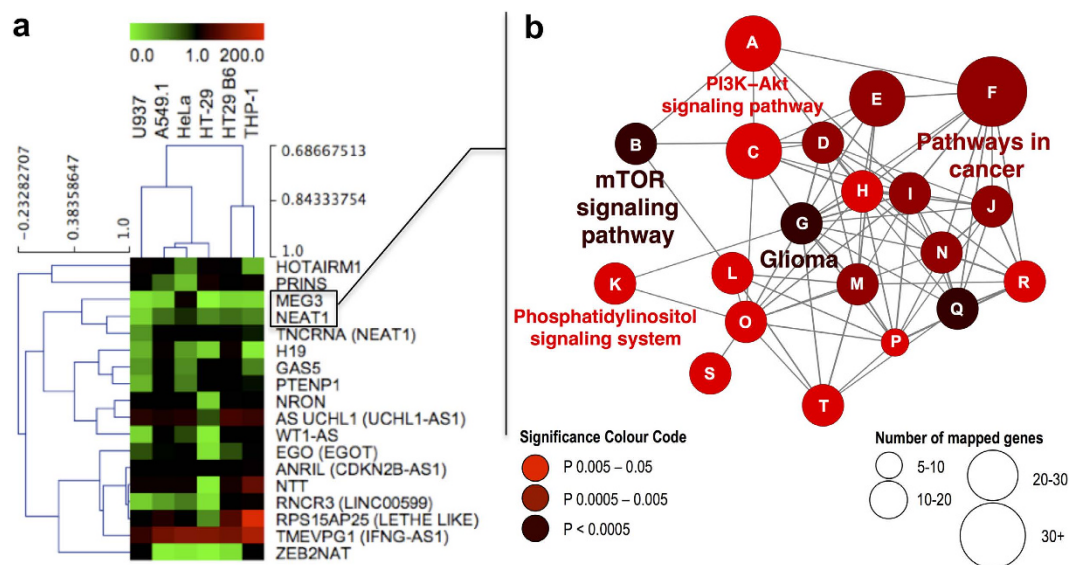 a
0.0 1.0 200.0
U937
A549.1
HeLa
HT-29
HT29 B6
THP-1
-0.23282707
0.38358647
1.0
0.68667513
0.84333754
1.0
HOTAIRM1
PRINS
MEG3
NEAT1
TNCRNA (NEAT1)
H19
GAS5
PTENP1
NRON
AS UCHL1 (UCHL1-AS1)
WT1-AS
EGO (EGOT)
ANRIL (CDKN2B-AS1)
NTT
RNCR3 (LINC00599)
RPS15AP25 (LETHE LIKE)
TMEVPG1 (IFNG-AS1)
ZEB2NAT
b
A
PI3K-Akt
signaling pathway
E
F
B
C
D
Pathways in
cancer
mTOR
signaling
pathway
H
I
J
G
Glioma
N
K
L
M
R
Q
Phosphatidylinositol
signaling system
O
P
S
T
Significance Colour Code
P 0.005 – 0.05
P 0.0005 – 0.005
P < 0.0005
Number of mapped genes
5-10
10-20
20-30
30+